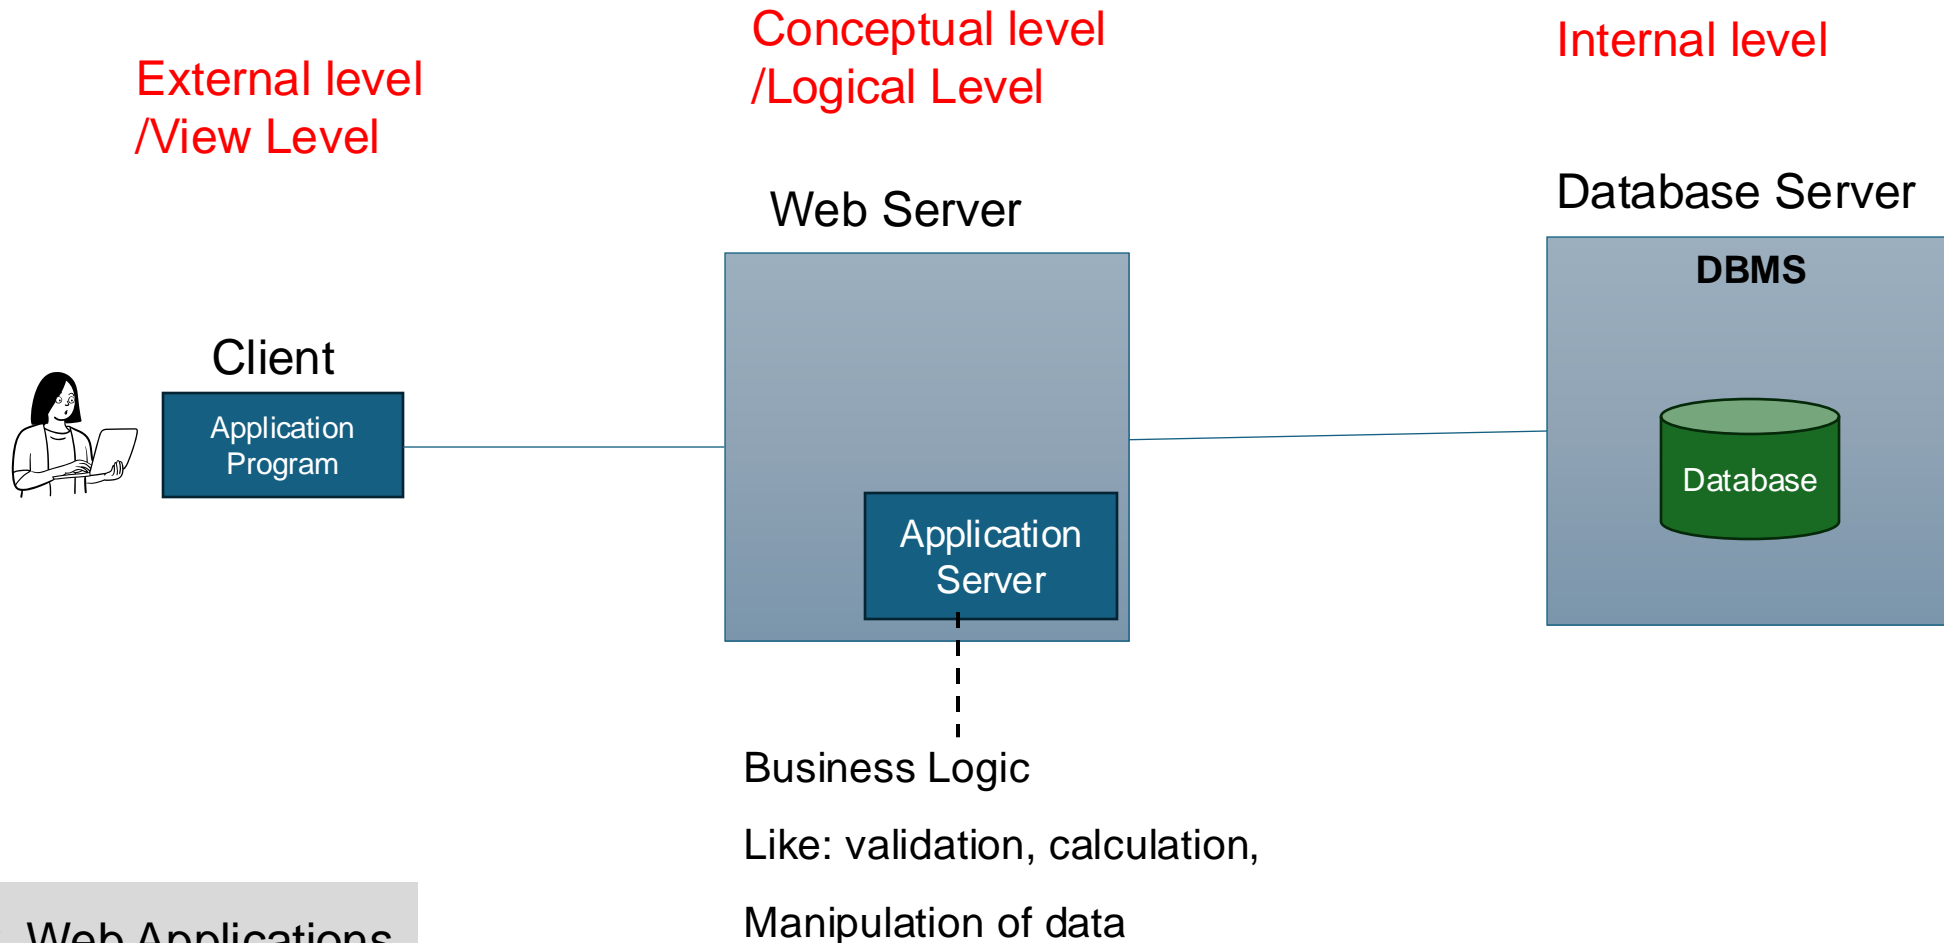 External level
/View Level
Conceptual level
/Logical Level
Internal level
Client
Application
Program
Web Server
Application
Server
Database Server
DBMS
Database
Business Logic
Like: validation, calculation,
Manipulation of data
Web Applications